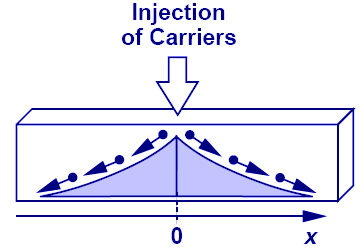 Injection
of Carriers
0
x